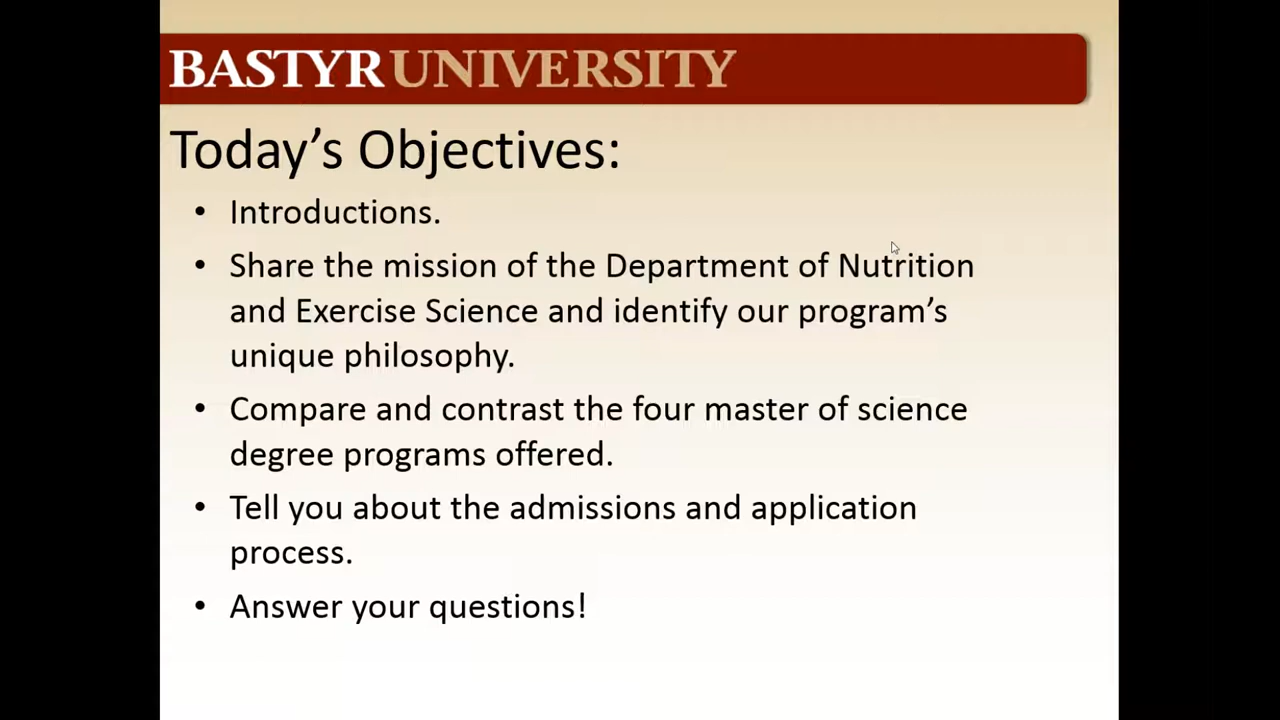 BASTYR UNIVERSITY
Today’s Objectives:
• Introductions.
• Share the mission of the Department of Nutrition
and Exercise Science and identify our program’s
unique philosophy.
• Compare and contrast the four master of science
degree programs offered.
• Tell you about the admissions and application
process.
• Answer your questions!